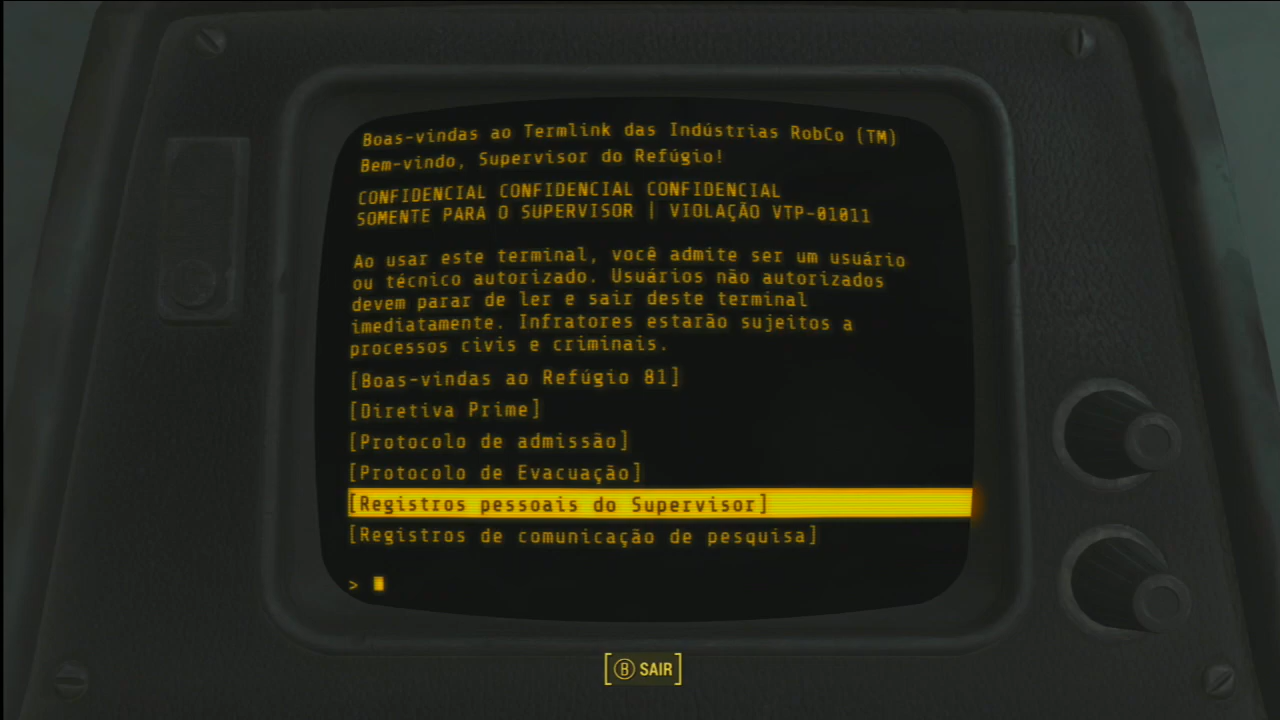 Boas-vindas ao Termlink das Indústrias RobCo (TM)
Bem-vindo, Supervisor do Refúgio!
CONFIDENCIAL CONFIDENCIAL CONFIDENCIAL
SOMENTE PARA O SUPERVISOR | VIOLAÇÃO VTP-01011
Ao usar este terminal, você admite ser um usuário
ou técnico autorizado. Usuários não autorizados
devem parar de ler e sair deste terminal
imediatamente. Infratores estarão sujeitos a
processos civis e criminais.
[Boas-vindas ao Refúgio 81]
[Diretiva Prime]
[Protocolo de admissão]
[Protocolo de Evacuação]
[Registros pessoais do Supervisor]
[Registros de comunicação de pesquisa]
>
[Ⓑ SAIR]